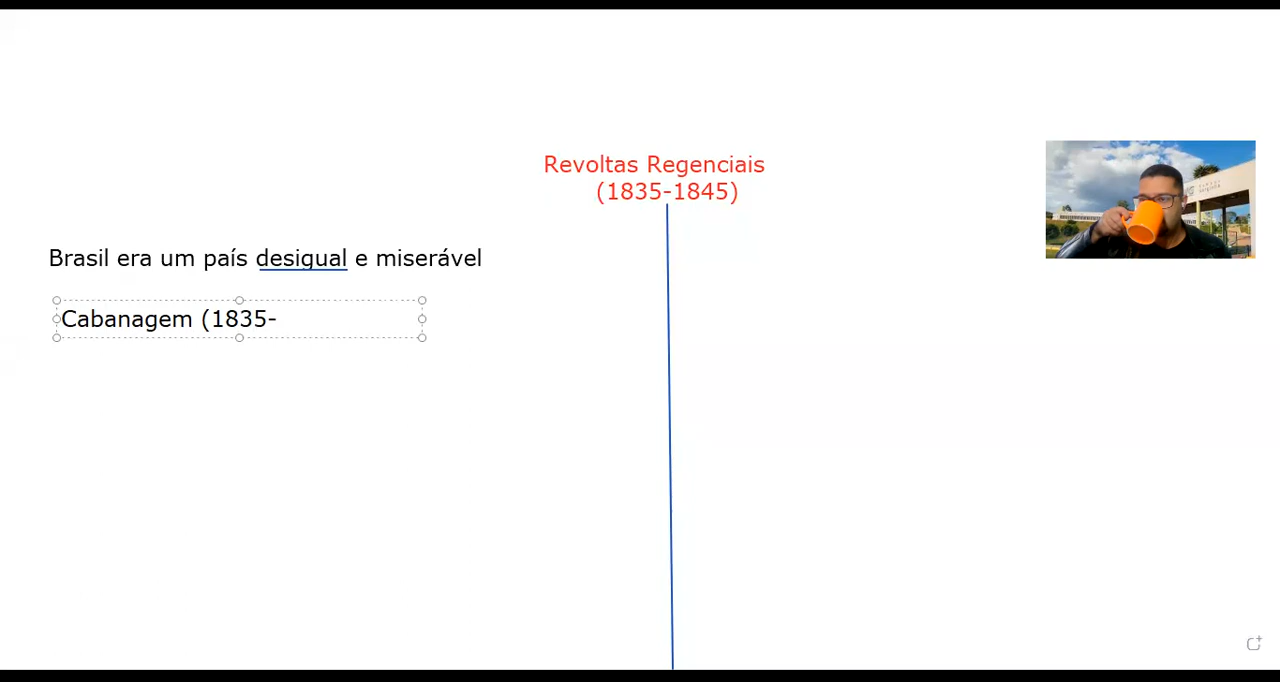 Revoltas Regenciais
(1835-1845)
Brasil era um país desigual e miserável
Cabanagem (1835-